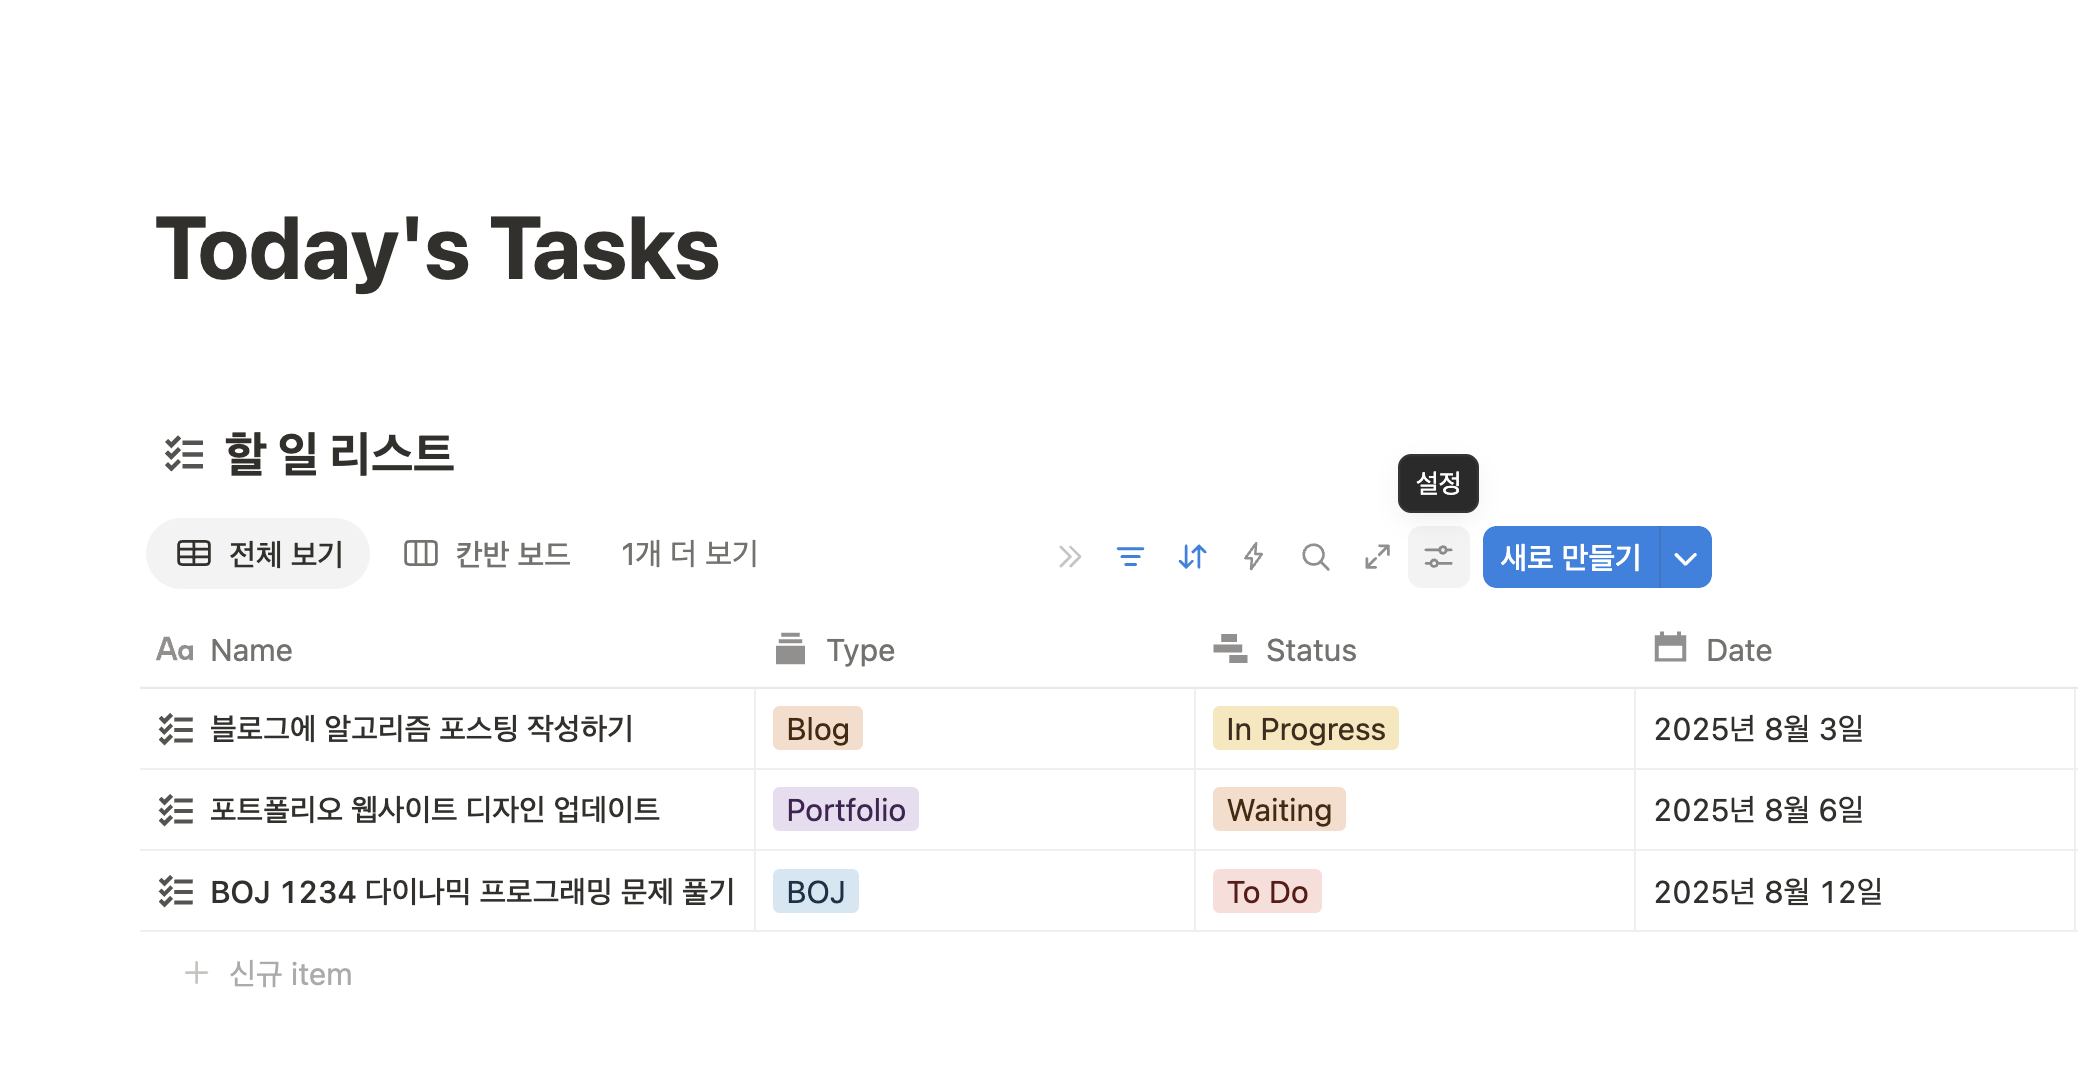 Today's Tasks
할 일 리스트
설정
전체 보기 칸반 보드 1개 더 보기 새로 만들기
Aa Name Type Status Date
블로그에 알고리즘 포스팅 작성하기 Blog In Progress 2025년 8월 3일
포트폴리오 웹사이트 디자인 업데이트 Portfolio Waiting 2025년 8월 6일
BOJ 1234 다이나믹 프로그래밍 문제 풀기 BOJ To Do 2025년 8월 12일
+ 신규 item